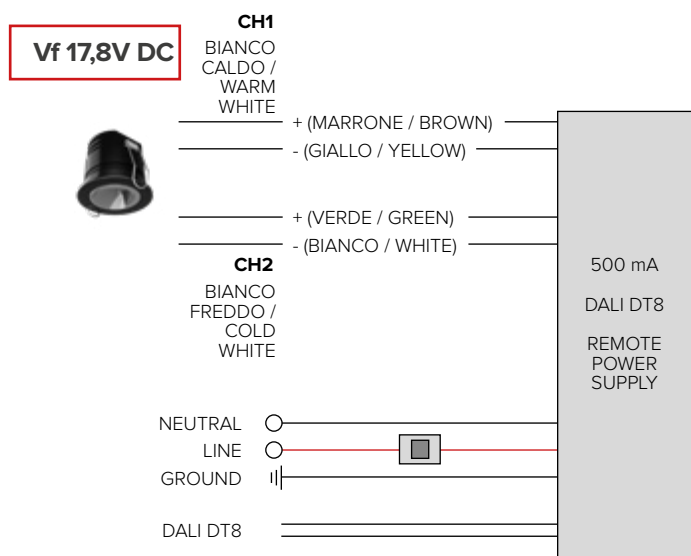 Vf 17,8V DC
CH1
BIANCO
CALDO /
WARM
WHITE
+ (MARRONE / BROWN)
- (GIALLO / YELLOW)
+ (VERDE / GREEN)
- (BIANCO / WHITE)
CH2
BIANCO
FREDDO /
COLD
WHITE
500 mA
DALI DT8
REMOTE
POWER
SUPPLY
NEUTRAL
LINE
GROUND
DALI DT8